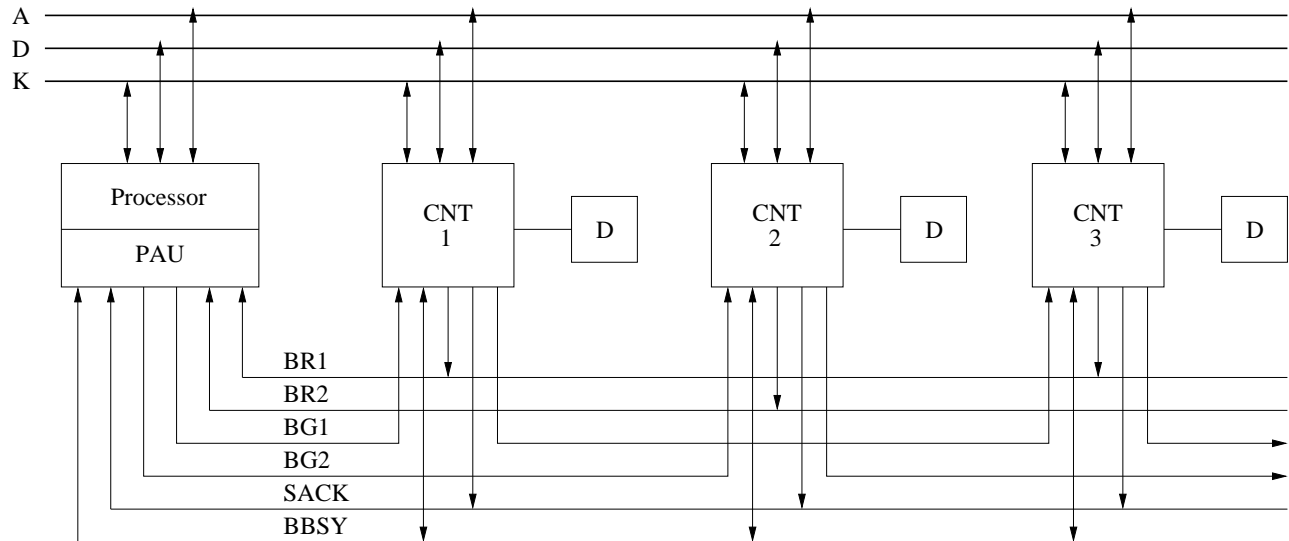 A
D
K
Processor
PAU
CNT
1
D
CNT
2
D
CNT
3
D
BR1
BR2
BG1
BG2
SACK
BBSY